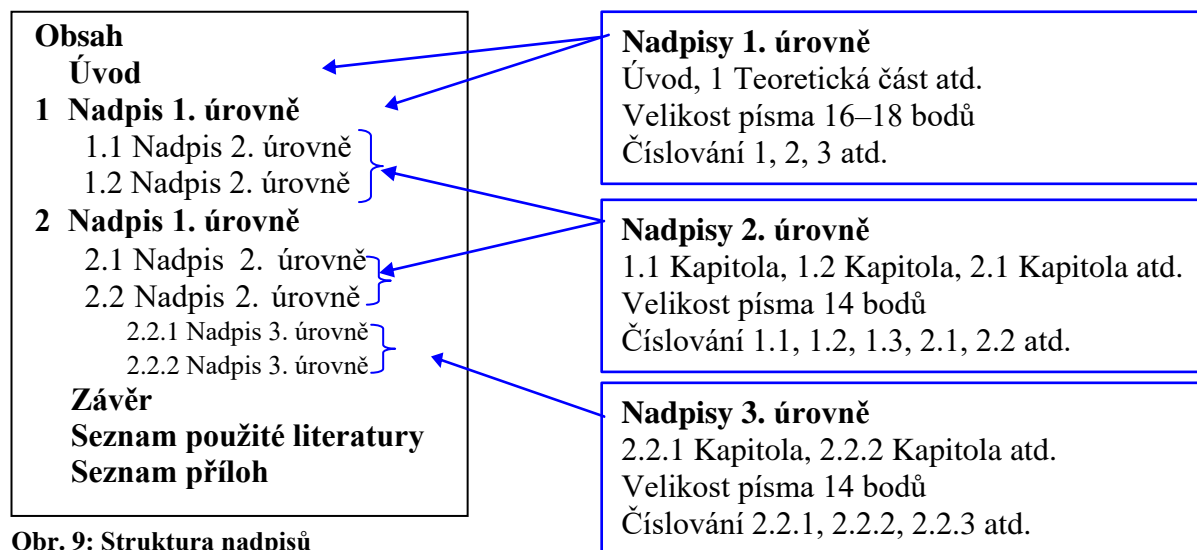 Obsah
Úvod
1 Nadpis 1. úrovně
1.1 Nadpis 2. úrovně
1.2 Nadpis 2. úrovně
2 Nadpis 1. úrovně
2.1 Nadpis 2. úrovně
2.2 Nadpis 2. úrovně
2.2.1 Nadpis 3. úrovně
2.2.2 Nadpis 3. úrovně
Závěr
Seznam použité literatury
Seznam příloh
Obr. 9: Struktura nadpisů
Nadpisy 1. úrovně
Úvod, 1 Teoretická část atd.
Velikost písma 16–18 bodů
Číslování 1, 2, 3 atd.
Nadpisy 2. úrovně
1.1 Kapitola, 1.2 Kapitola, 2.1 Kapitola atd.
Velikost písma 14 bodů
Číslování 1.1, 1.2, 1.3, 2.1, 2.2 atd.
Nadpisy 3. úrovně
2.2.1 Kapitola, 2.2.2 Kapitola atd.
Velikost písma 14 bodů
Číslování 2.2.1, 2.2.2, 2.2.3 atd.